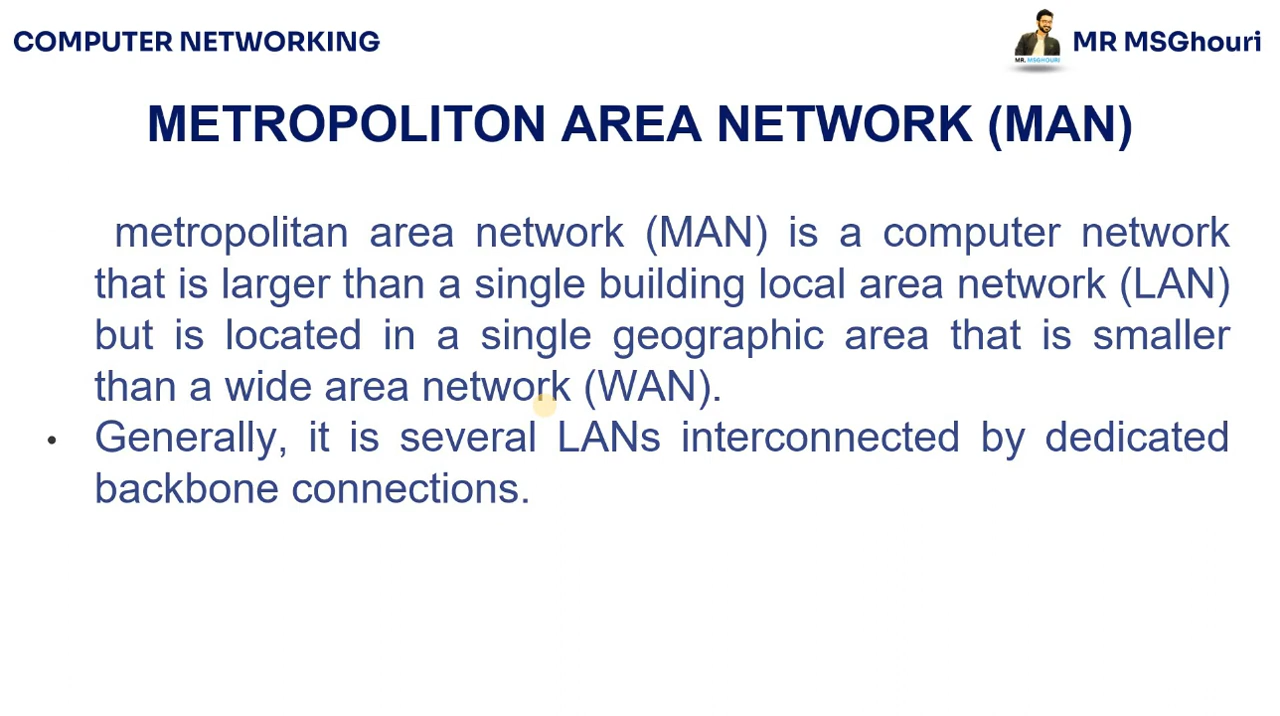 COMPUTER NETWORKING
MR. MSGHOURI
MR MSGhouri
METROPOLITON AREA NETWORK (MAN)
metropolitan area network (MAN) is a computer network
that is larger than a single building local area network (LAN)
but is located in a single geographic area that is smaller
than a wide area network (WAN).
• Generally, it is several LANs interconnected by dedicated
backbone connections.